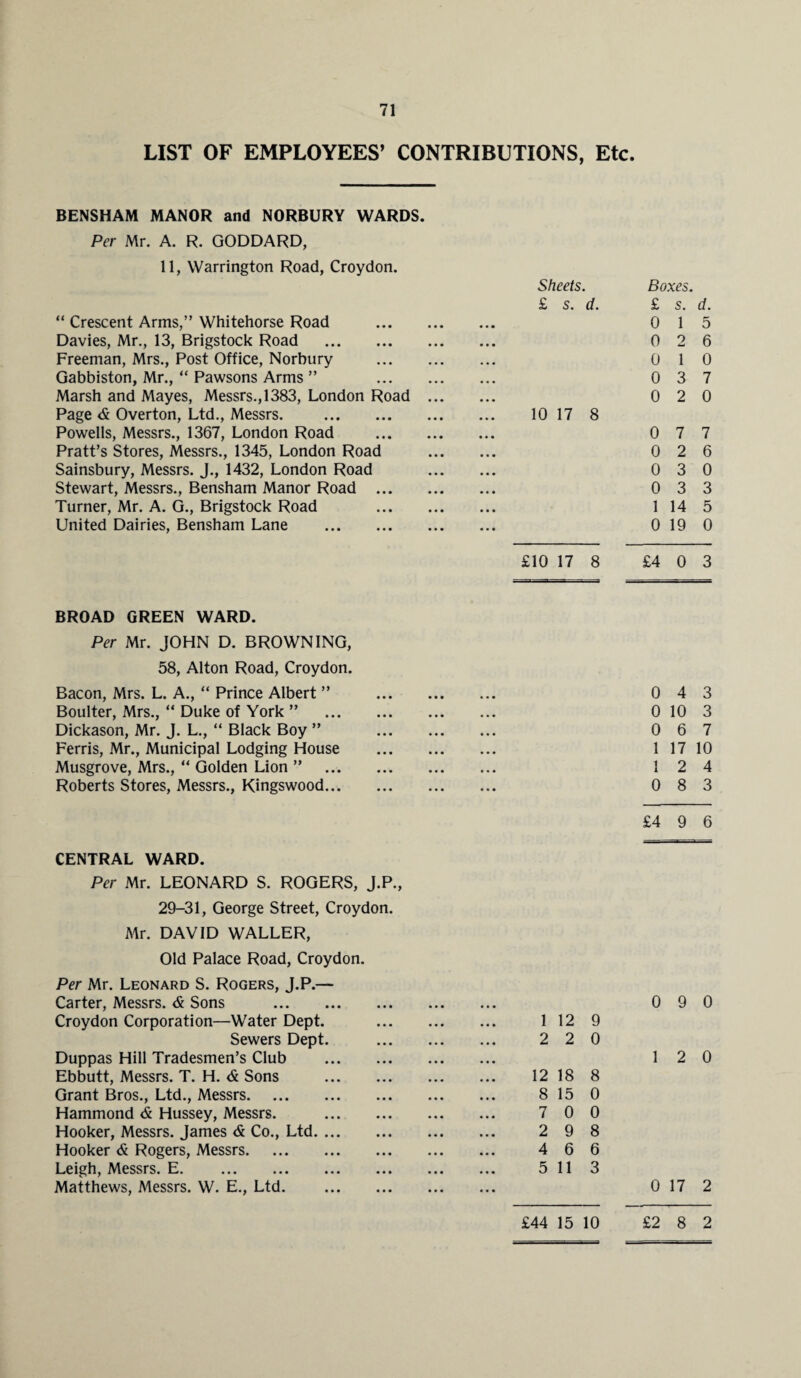 71
LIST OF EMPLOYEES’ CONTRIBUTIONS, Etc.
BENSHAM MANOR and NORBURY WARDS.
Per Mr. A. R. GODDARD,
11, Warrington Road, Croydon.
Sheets. Boxes.
£ s. d. £ s. d.
“ Crescent Arms,” Whitehorse Road ... ... ... 0 1 5
Davies, Mr., 13, Brigstock Road ... ... ... ... 0 2 6
Freeman, Mrs., Post Office, Norbury ... ... ... 0 1 0
Gabbiston, Mr., “ Pawsons Arms ” ... ... ... 0 3 7
Marsh and Mayes, Messrs.,1383, London Road ... ... 0 2 0
Page & Overton, Ltd., Messrs. ... ... ... ... 10 17 8
Powells, Messrs., 1367, London Road ... ... ... 0 7 7
Pratt’s Stores, Messrs., 1345, London Road ... ... 0 2 6
Sainsbury, Messrs. J., 1432, London Road ... ... 0 3 0
Stewart, Messrs., Bensham Manor Road ... ... ... 0 3 3
Turner, Mr. A. G., Brigstock Road ... ... ... 1 14 5
United Dairies, Bensham Lane ... ... ... ... 0 19 0
£10 17 8 £4 0 3
BROAD GREEN WARD.
Per Mr. JOHN D. BROWNING,
58, Alton Road, Croydon.
Bacon, Mrs. L. A., “ Prince Albert ” ... ... ... 0 4 3
Boulter, Mrs., “ Duke of York ” ... ... ... ... 0 10 3
Dickason, Mr. J. L., “ Black Boy ” ... ... ... 0 6 7
Ferris, Mr., Municipal Lodging House ... ... ... 1 17 10
Musgrove, Mrs., “ Golden Lion ” ... ... ... ... 1 2 4
Roberts Stores, Messrs., Kingswood... ... ... ... 0 8 3
£4 9 6
CENTRAL WARD.
Per Mr. LEONARD S. ROGERS, J.P.,
29–31, George Street, Croydon.
Mr. DAVID WALLER,
Old Palace Road, Croydon.
Per Mr. Leonard S. Rogers, J.P.—
Carter, Messrs. & Sons ... ... ... ... ... 0 9 0
Croydon Corporation—Water Dept. ... ... ... 1 12 9
Sewers Dept. ... ... ... 2 2 0
Duppas Hill Tradesmen’s Club ... ... ... ... 1 2 0
Ebbutt, Messrs. T. H. & Sons ... ... ... ... 12 18 8
Grant Bros., Ltd., Messrs. ... ... ... ... ... 8 15 0
Hammond & Hussey, Messrs. ... ... ... ... 7 0 0
Hooker, Messrs. James & Co., Ltd. ... ... ... ... 2 9 8
Hooker & Rogers, Messrs. ... ... ... ... ... 4 6 6
Leigh, Messrs. E. ... ... ... ... ... ... 5 11 3
Matthews, Messrs. W. E., Ltd. ... ... ... ... 0 17 2
£44 15 10 £2 8 2